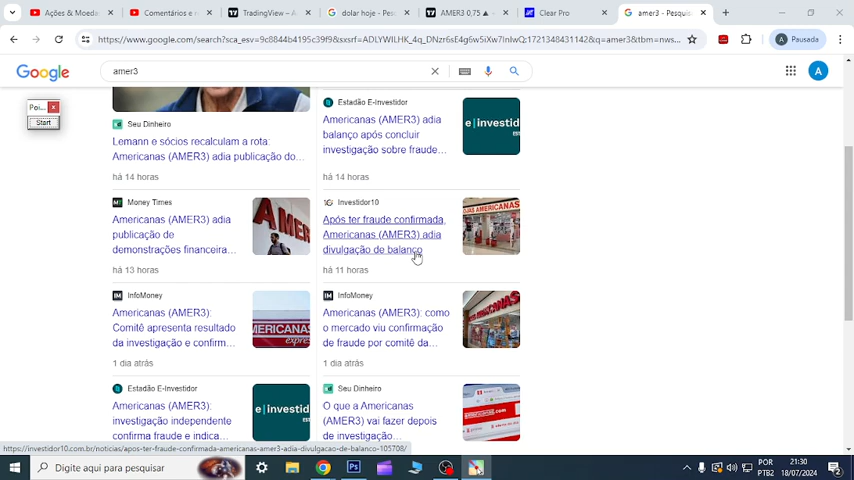 Ações & Moeda
Comentários e
TradingView – A
dolar hoje - Pes
AMER3 0,75 ▲
Clear Pro
amer3 - Pesquis
https://www.google.com/search?sca_esv=9c8844b4195c39f9&sxsrf=ADLYWILHK_4q_DNzr6sE4g6w5iXw7InIwQ:1721348431142&q=amer3&tbm=nws...
A
Pausada
Google
amer3
A
Poi...
Start
Seu Dinheiro
Lemann e sócios recalculam a rota:
Americanas (AMER3) adia publicação do...
há 14 horas
Estadão E-Investidor
Americanas (AMER3) adia
balanço após concluir
investigação sobre fraude...
e|investid
há 14 horas
Money Times
Americanas (AMER3) adia
publicação de
demonstrações financeira...
AMER
há 13 horas
Investidor10
Após ter fraude confirmada,
Americanas (AMER3) adia
divulgação de balanço
OJAS AMERICANAS
há 11 horas
InfoMoney
Americanas (AMER3):
Comitê apresenta resultado
da investigação e confirm...
MERICANAS
express
1 dia atrás
InfoMoney
Americanas (AMER3): como
o mercado viu confirmação
de fraude por comitê da...
1 dia atrás
Estadão E-Investidor
Americanas (AMER3):
investigação independente
confirma fraude e indica...
e|investid
Seu Dinheiro
O que a Americanas
(AMER3) vai fazer depois
de investigação...
https://investidor10.com.br/noticias/apos-ter-fraude-confirmada-americanas-amer3-adia-divulgacao-de-balanco-105708/
Digite aqui para pesquisar
POR
PTB2
21:30
18/07/2024
2